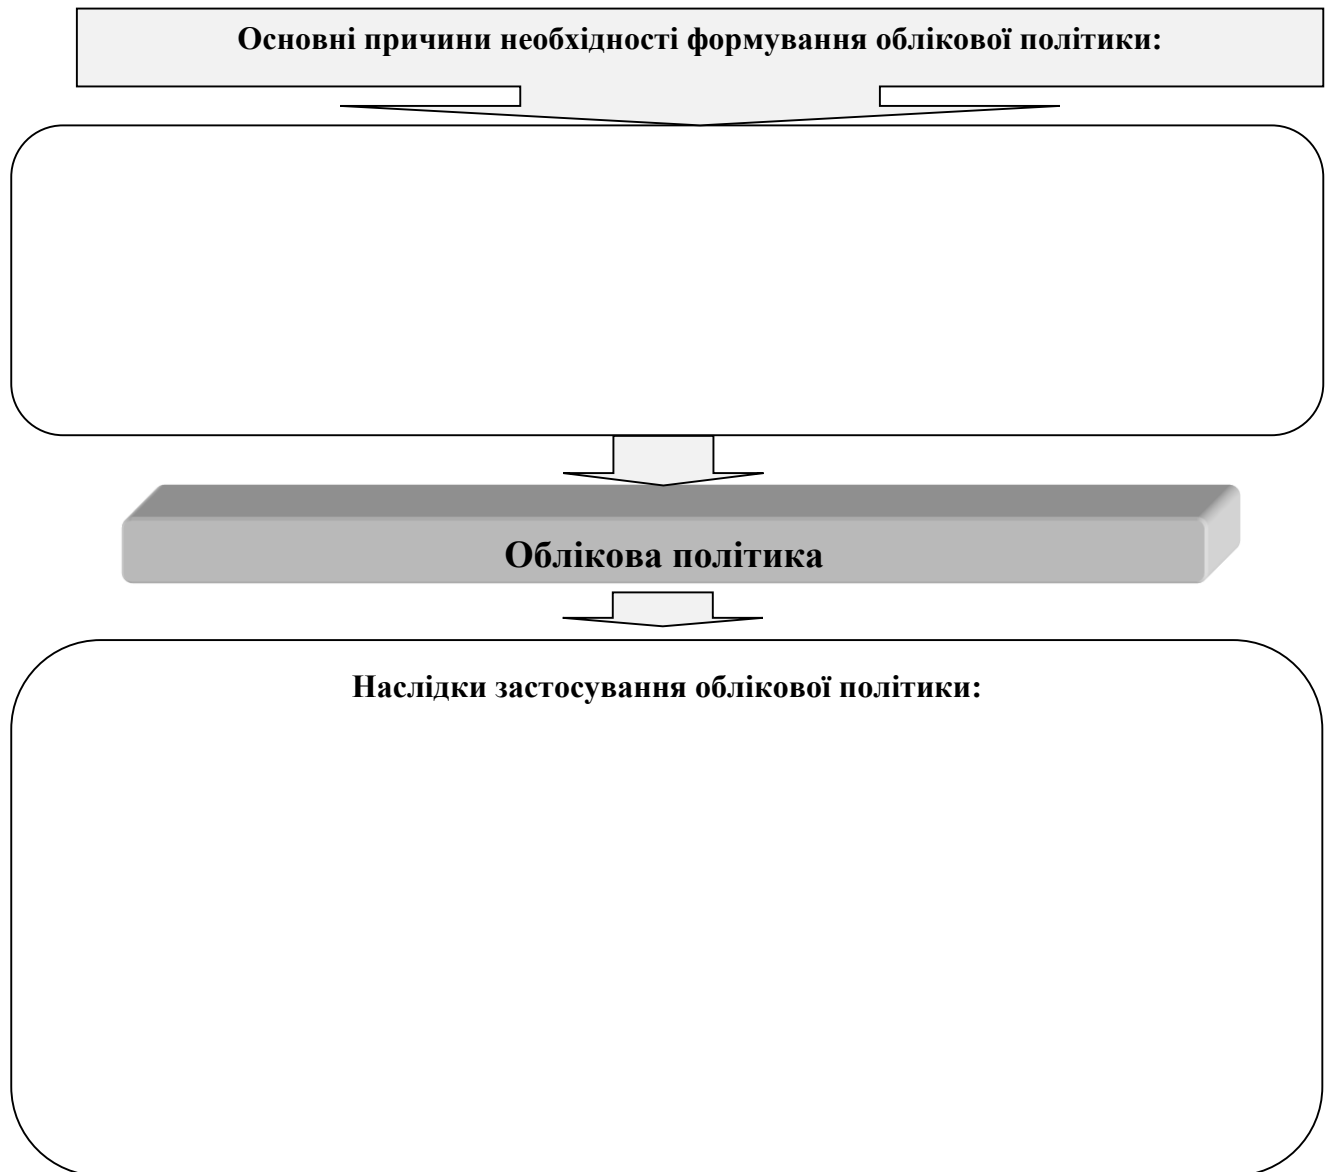 Основні причини необхідності формування облікової політики:
Облікова політика
Наслідки застосування облікової політики: